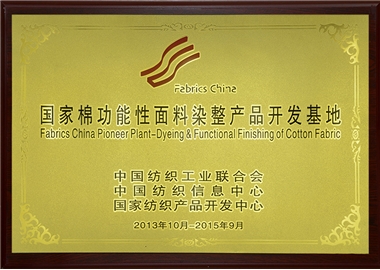 Fabrics China
国家棉功能性面料染整产品开发基地
Fabrics China Pioneer Plant-Dyeing & Functional Finishing of Cotton Fabric
中国纺织工业联合会
中国纺织信息中心
国家纺织产品开发中心
2013年10月-2015年9月